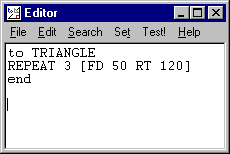 Editor
File Edit Search Set Test! Help
to TRIANGLE
REPEAT 3 [FD 50 RT 120]
end